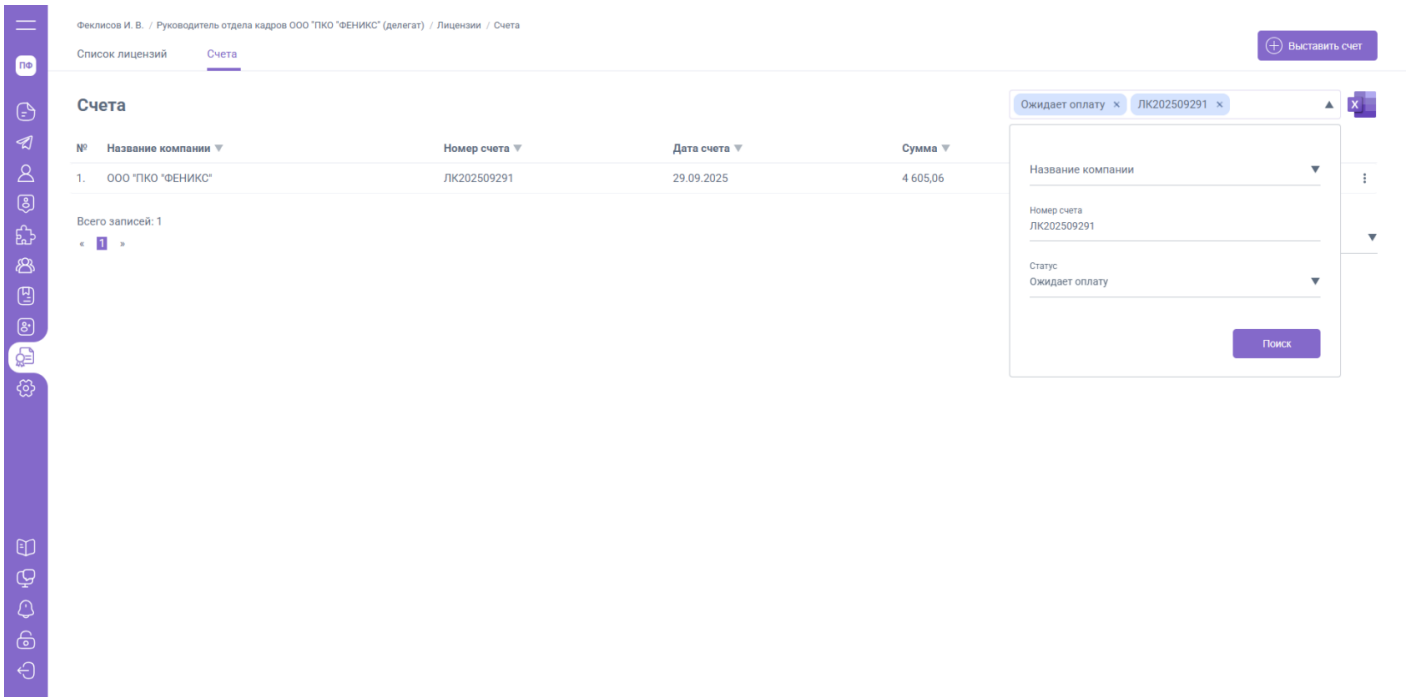 Феклисов И. В. / Руководитель отдела кадров ООО "ПКО "ФЕНИКС" (делегат) / Лицензии / Счета
Список лицензий Счета
Выставить счет
ПФ
Счета
Ожидает оплату × ЛК202509291 ×
№ Название компании Номер счета Дата счета Сумма
1. ООО "ПКО "ФЕНИКС" ЛК202509291 29.09.2025 4 605,06
Всего записей: 1
« 1 »
Название компании
Номер счета
ЛК202509291
Статус
Ожидает оплату
Поиск